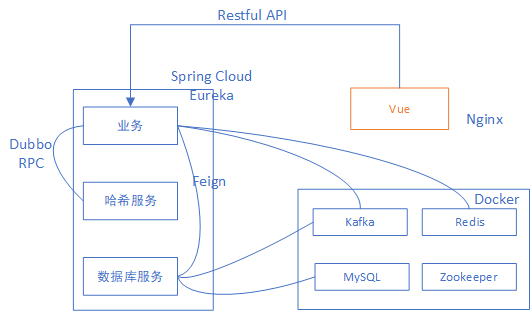 Restful API
Spring Cloud
Eureka
业务
Vue
Nginx
Dubbo
RPC
Feign
哈希服务
Docker
Kafka
Redis
数据库服务
MySQL
Zookeeper